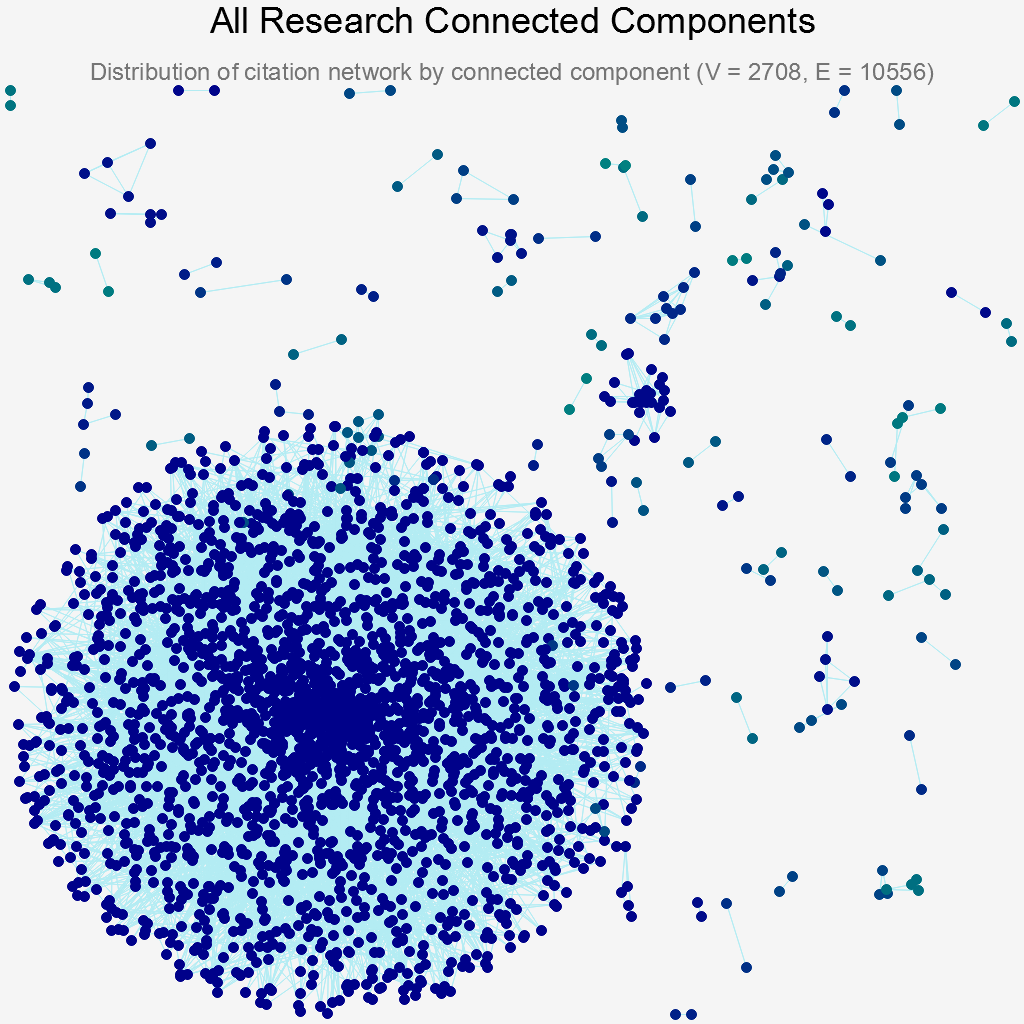 All Research Connected Components
Distribution of citation network by connected component (V = 2708, E = 10556)